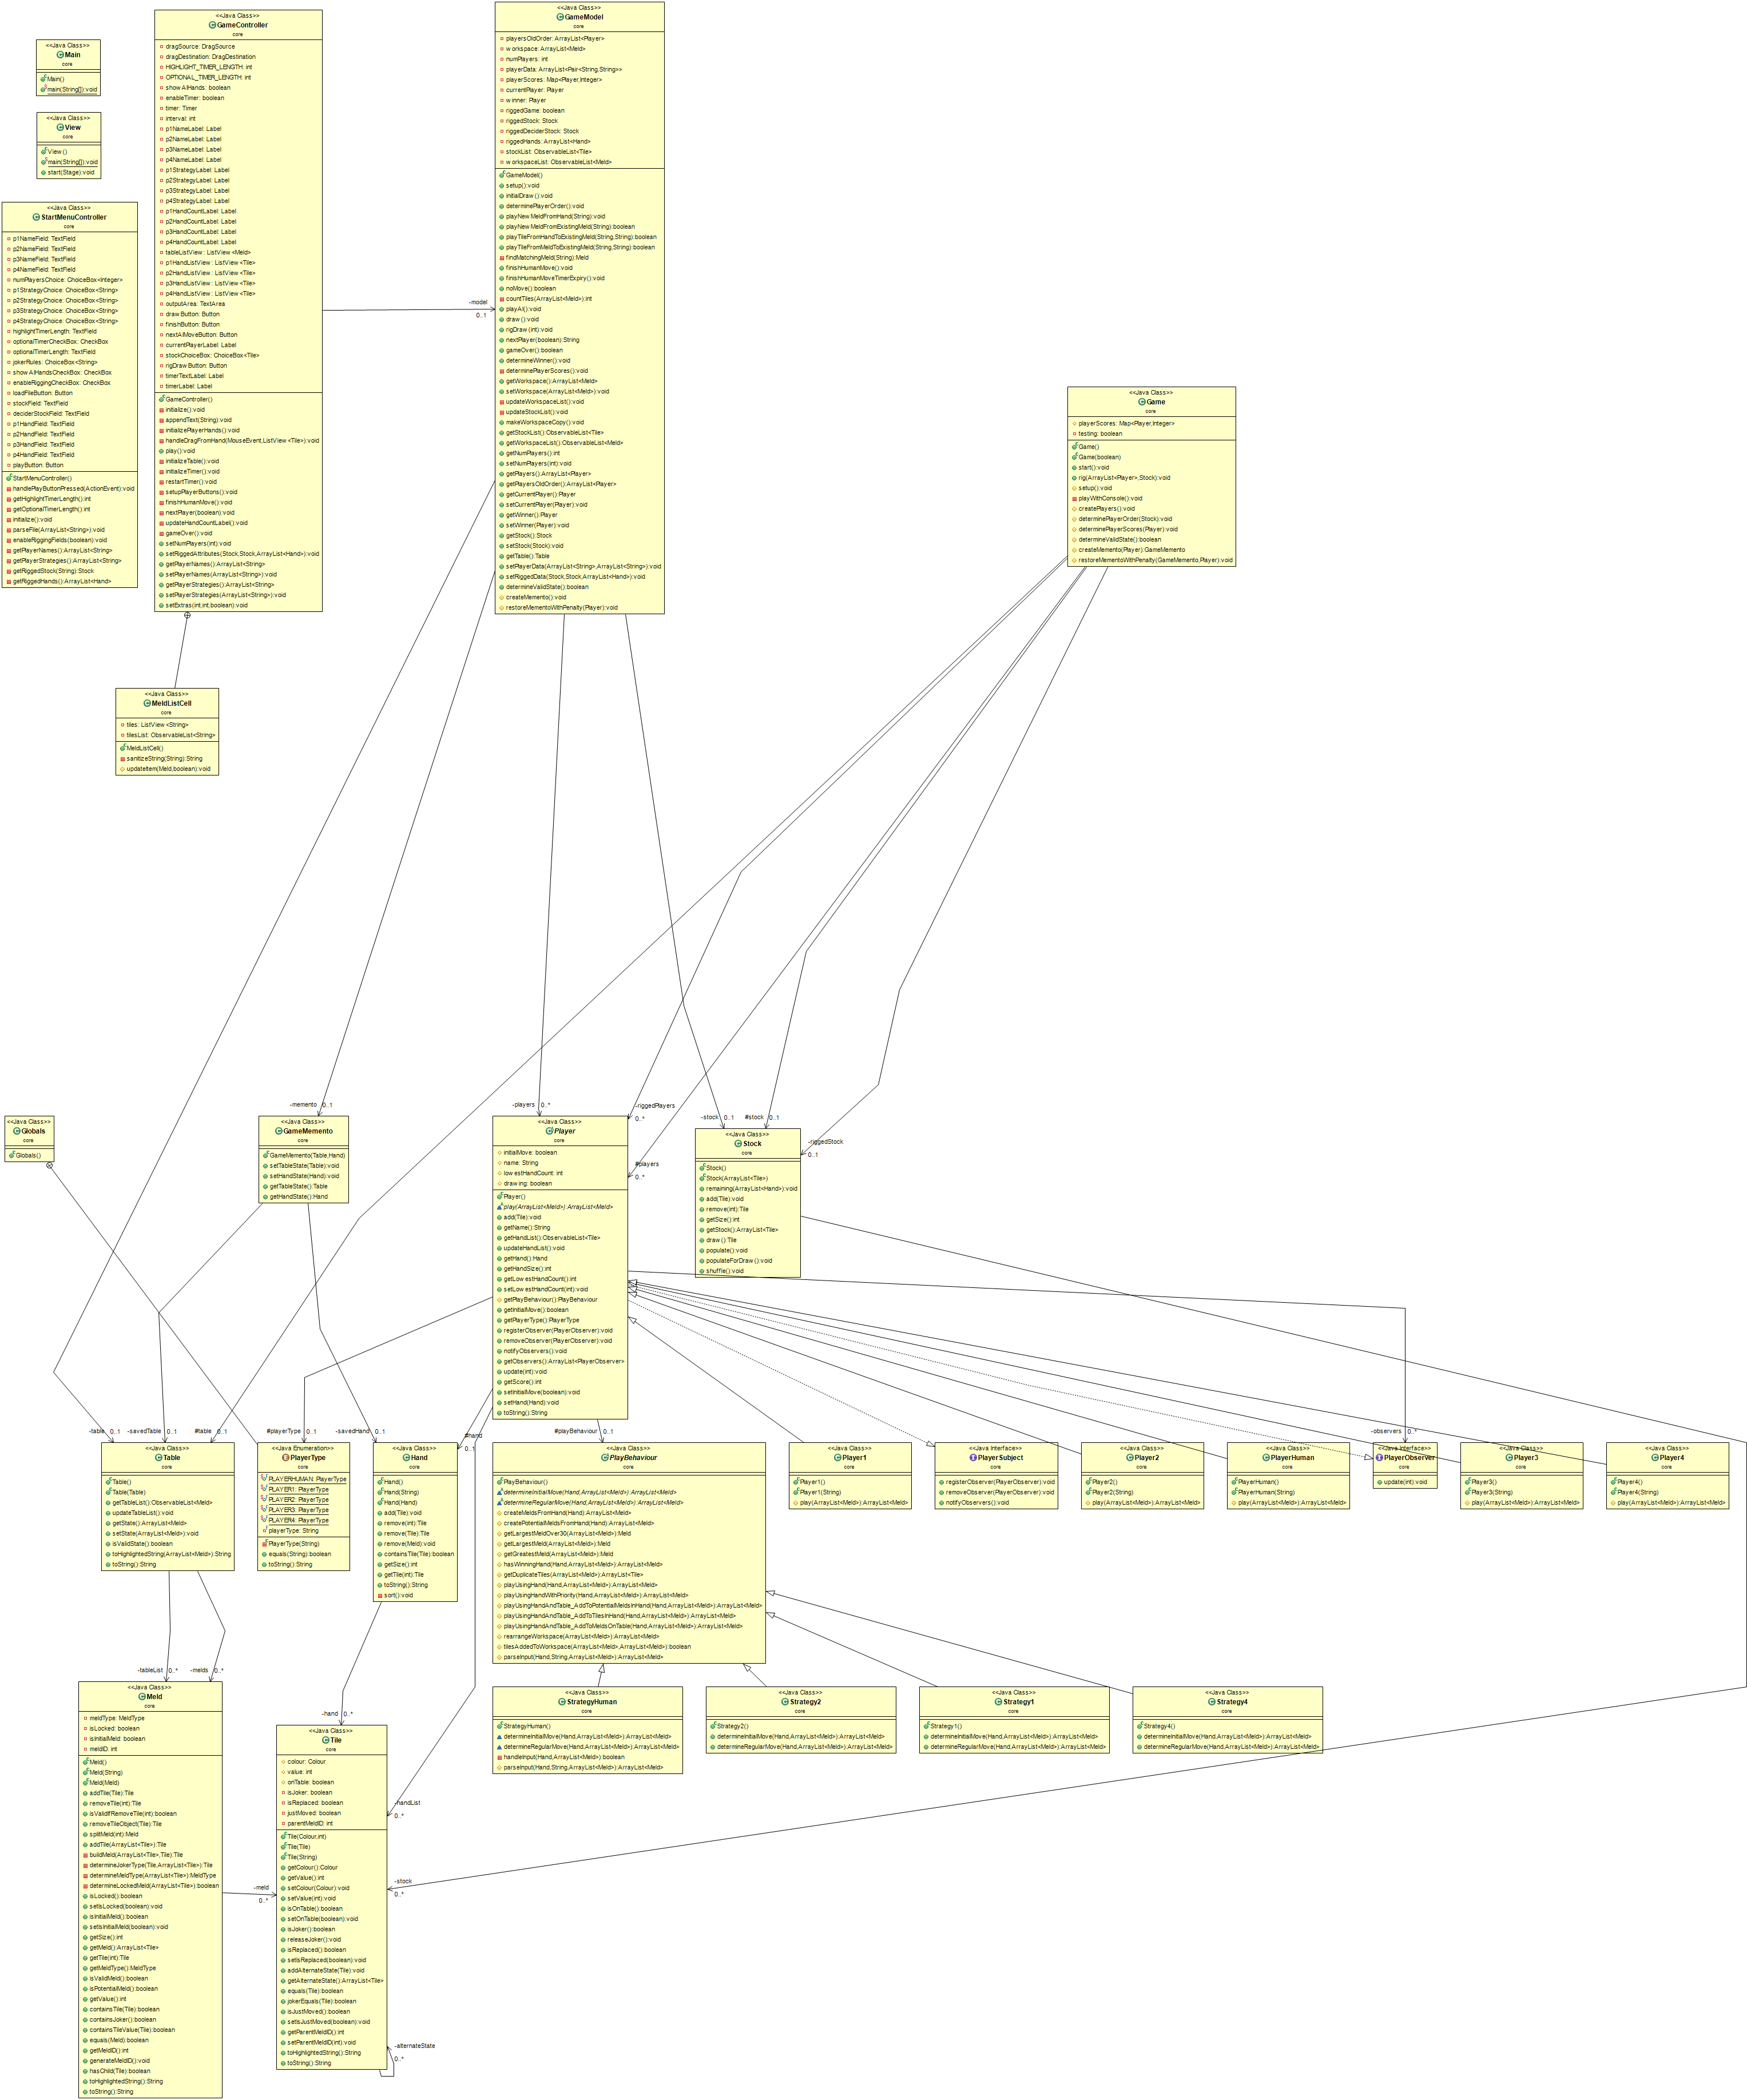 <<Java Class>>
Main
core
Main()
main(String[]):void
<<Java Class>>
View
core
View()
main(String[]):void
start(Stage):void
<<Java Class>>
StartMenuController
core
p1NameField: TextField
p2NameField: TextField
p3NameField: TextField
p4NameField: TextField
numPlayersChoice: ChoiceBox<Integer>
p1StrategyChoice: ChoiceBox<String>
p2StrategyChoice: ChoiceBox<String>
p3StrategyChoice: ChoiceBox<String>
p4StrategyChoice: ChoiceBox<String>
highlightTimerLength: TextField
optionalTimerCheckBox: CheckBox
optionalTimerLength: TextField
jokerRules: ChoiceBox<String>
showAIHandsCheckBox: CheckBox
enableRiggingCheckBox: CheckBox
loadFileButton: Button
stockField: TextField
deciderStockField: TextField
p1HandField: TextField
p2HandField: TextField
p3HandField: TextField
p4HandField: TextField
playButton: Button
StartMenuController()
handlePlayButtonPressed(ActionEvent):void
getHighlightTimerLength():int
getOptionalTimerLength():int
initialize():void
parseFile(ArrayList<String>):void
enableRiggingFields(boolean):void
getPlayerNames():ArrayList<String>
getPlayerStrategies():ArrayList<String>
getRiggedStock(String):Stock
getRiggedHands():ArrayList<Hand>
<<Java Class>>
GameController
core
dragSource: DragSource
dragDestination: DragDestination
HIGHLIGHT_TIMER_LENGTH: int
OPTIONAL_TIMER_LENGTH: int
showAIHands: boolean
enableTimer: boolean
timer: Timer
interval: int
p1NameLabel: Label
p2NameLabel: Label
p3NameLabel: Label
p4NameLabel: Label
p1StrategyLabel: Label
p2StrategyLabel: Label
p3StrategyLabel: Label
p4StrategyLabel: Label
p1HandCountLabel: Label
p2HandCountLabel: Label
p3HandCountLabel: Label
p4HandCountLabel: Label
tableListView: ListView<Meld>
p1HandListView: ListView<Tile>
p2HandListView: ListView<Tile>
p3HandListView: ListView<Tile>
p4HandListView: ListView<Tile>
outputArea: TextArea
drawButton: Button
finishButton: Button
nextAiMoveButton: Button
currentPlayerLabel: Label
stockChoiceBox: ChoiceBox<Tile>
rigDrawButton: Button
timerTextLabel: Label
timerLabel: Label
GameController()
initialize():void
appendText(String):void
initializePlayerHands():void
handleDragFromHand(MouseEvent,ListView<Tile>):void
play():void
initializeTable():void
initializeTimer():void
restartTimer():void
setupPlayerButtons():void
finishHumanMove():void
nextPlayer(boolean):void
updateHandCountLabel():void
gameOver():void
setNumPlayers(int):void
setRiggedAttributes(Stock,Stock,ArrayList<Hand>):void
getPlayerNames():ArrayList<String>
setPlayerNames(ArrayList<String>):void
getPlayerStrategies():ArrayList<String>
setPlayerStrategies(ArrayList<String>):void
setExtras(int,int,boolean):void
-model
0..1
<<Java Class>>
GameModel
core
playersOldOrder: ArrayList<Player>
workspace: ArrayList<Meld>
numPlayers: int
playerData: ArrayList<Pair<String,String>>
playerScores: Map<Player,Integer>
currentPlayer: Player
winner: Player
riggedGame: boolean
riggedStock: Stock
riggedDeciderStock: Stock
riggedHands: ArrayList<Hand>
stockList: ObservableList<Tile>
workspaceList: ObservableList<Meld>
GameModel()
setup():void
initialDraw():void
determinePlayerOrder():void
playNewMeldFromHand(String):void
playNewMeldFromExistingMeld(String):boolean
playTileFromHandToExistingMeld(String,String):boolean
playTileFromMeldToExistingMeld(String,String):boolean
findMatchingMeld(String):Meld
finishHumanMove():void
finishHumanMoveTimerExpiry():void
noMove():boolean
countTiles(ArrayList<Meld>):int
playAI():void
draw():void
rigDraw(int):void
nextPlayer(boolean):String
gameOver():boolean
determineWinner():void
determinePlayerScores():void
getWorkspace():ArrayList<Meld>
setWorkspace(ArrayList<Meld>):void
updateWorkspaceList():void
updateStockList():void
makeWorkspaceCopy():void
getStockList():ObservableList<Tile>
getWorkspaceList():ObservableList<Meld>
getNumPlayers():int
setNumPlayers(int):void
getPlayers():ArrayList<Player>
getPlayersOldOrder():ArrayList<Player>
getCurrentPlayer():Player
setCurrentPlayer(Player):void
getWinner():Player
setWinner(Player):void
getStock():Stock
setStock(Stock):void
getTable():Table
setPlayerData(ArrayList<String>,ArrayList<String>):void
setRiggedData(Stock,Stock,ArrayList<Hand>):void
determineValidState():boolean
createMemento():void
restoreMementoWithPenalty(Player):void
<<Java Class>>
Game
core
playerScores: Map<Player,Integer>
testing: boolean
Game()
Game(boolean)
start():void
rig(ArrayList<Player>,Stock):void
setup():void
playWithConsole():void
createPlayers():void
determinePlayerOrder(Stock):void
determinePlayerScores(Player):void
determineValidState():boolean
createMemento(Player):GameMemento
restoreMementoWithPenalty(GameMemento,Player):void
<<Java Class>>
MeldListCell
core
tiles: ListView<String>
tilesList: ObservableList<String>
MeldListCell()
sanitizeString(String):String
updateItem(Meld,boolean):void
<<Java Class>>
Globals
core
Globals()
-memento 0..1
<<Java Class>>
GameMemento
core
GameMemento(Table,Hand)
setTableState(Table):void
setHandState(Hand):void
getTableState():Table
getHandState():Hand
-players 0..*
-riggedPlayers
0..*
#players
0..*
<<Java Class>>
Player
core
initialMove: boolean
name: String
lowestHandCount: int
drawing: boolean
Player()
play(ArrayList<Meld>):ArrayList<Meld>
add(Tile):void
getName():String
getHandList():ObservableList<Tile>
updateHandList():void
getHand():Hand
getHandSize():int
getLowestHandCount():int
setLowestHandCount(int):void
getPlayBehaviour():PlayBehaviour
getInitialMove():boolean
getPlayerType():PlayerType
registerObserver(PlayerObserver):void
removeObserver(PlayerObserver):void
notifyObservers():void
getObservers():ArrayList<PlayerObserver>
update(int):void
getScore():int
setInitialMove(boolean):void
setHand(Hand):void
toString():String
-stock 0..1
#stock 0..1
-riggedStock
0..1
<<Java Class>>
Stock
core
Stock()
Stock(ArrayList<Tile>)
remaining(ArrayList<Hand>):void
add(Tile):void
remove(int):Tile
getSize():int
getStock():ArrayList<Tile>
draw():Tile
populate():void
populateForDraw():void
shuffle():void
-table 0..1
-savedTable 0..1
#table 0..1
<<Java Class>>
Table
core
Table()
Table(Table)
getTableList():ObservableList<Meld>
updateTableList():void
getState():ArrayList<Meld>
setState(ArrayList<Meld>):void
isValidState():boolean
toHighlightedString(ArrayList<Meld>):String
toString():String
#playerType 0..1
<<Java Enumeration>>
PlayerType
core
PLAYERHUMAN: PlayerType
PLAYER1: PlayerType
PLAYER2: PlayerType
PLAYER3: PlayerType
PLAYER4: PlayerType
playerType: String
PlayerType(String)
equals(String):boolean
toString():String
-savedHand 0..1
#hand
0..1
<<Java Class>>
Hand
core
Hand()
Hand(String)
Hand(Hand)
add(Tile):void
remove(int):Tile
remove(Tile):Tile
remove(Meld):void
containsTile(Tile):boolean
getSize():int
getTile(int):Tile
toString():String
sort():void
#playBehaviour 0..1
<<Java Class>>
PlayBehaviour
core
PlayBehaviour()
determineInitialMove(Hand,ArrayList<Meld>):ArrayList<Meld>
determineRegularMove(Hand,ArrayList<Meld>):ArrayList<Meld>
createMeldsFromHand(Hand):ArrayList<Meld>
createPotentialMeldsFromHand(Hand):ArrayList<Meld>
getLargestMeldOver30(ArrayList<Meld>):Meld
getLargestMeld(ArrayList<Meld>):Meld
getGreatestMeld(ArrayList<Meld>):Meld
hasWinningHand(Hand,ArrayList<Meld>):ArrayList<Meld>
getDuplicateTiles(ArrayList<Meld>):ArrayList<Tile>
playUsingHand(Hand,ArrayList<Meld>):ArrayList<Meld>
playUsingHandWithPriority(Hand,ArrayList<Meld>):ArrayList<Meld>
playUsingHandAndTable_AddToPotentialMeldsInHand(Hand,ArrayList<Meld>):ArrayList<Meld>
playUsingHandAndTable_AddToTilesInHand(Hand,ArrayList<Meld>):ArrayList<Meld>
playUsingHandAndTable_AddToMeldsOnTable(Hand,ArrayList<Meld>):ArrayList<Meld>
rearrangeWorkspace(ArrayList<Meld>):ArrayList<Meld>
tilesAddedToWorkspace(ArrayList<Meld>,ArrayList<Meld>):boolean
parseInput(Hand,String,ArrayList<Meld>):ArrayList<Meld>
<<Java Class>>
Player1
core
Player1()
Player1(String)
play(ArrayList<Meld>):ArrayList<Meld>
<<Java Interface>>
PlayerSubject
core
registerObserver(PlayerObserver):void
removeObserver(PlayerObserver):void
notifyObservers():void
<<Java Class>>
Player2
core
Player2()
Player2(String)
play(ArrayList<Meld>):ArrayList<Meld>
<<Java Class>>
PlayerHuman
core
PlayerHuman()
PlayerHuman(String)
play(ArrayList<Meld>):ArrayList<Meld>
-observers 0..*
<<Java Interface>>
PlayerObserver
core
update(int):void
<<Java Class>>
Player3
core
Player3()
Player3(String)
play(ArrayList<Meld>):ArrayList<Meld>
<<Java Class>>
Player4
core
Player4()
Player4(String)
play(ArrayList<Meld>):ArrayList<Meld>
-tableList 0..*
-melds 0..*
<<Java Class>>
Meld
core
meldType: MeldType
isLocked: boolean
isInitialMeld: boolean
meldID: int
Meld()
Meld(String)
Meld(Meld)
addTile(Tile):Tile
removeTile(int):Tile
isValidIfRemoveTile(int):boolean
removeTileObject(Tile):Tile
splitMeld(int):Meld
addTile(ArrayList<Tile>):Tile
buildMeld(ArrayList<Tile>,Tile):Tile
determineJokerType(Tile,ArrayList<Tile>):Tile
determineMeldType(ArrayList<Tile>):MeldType
determineLockedMeld(ArrayList<Tile>):boolean
isLocked():boolean
setIsLocked(boolean):void
isInitialMeld():boolean
setIsInitialMeld(boolean):void
getSize():int
getMeld():ArrayList<Tile>
getTile(int):Tile
getMeldType():MeldType
isValidMeld():boolean
isPotentialMeld():boolean
getValue():int
containsTile(Tile):boolean
containsJoker():boolean
containsTileValue(Tile):boolean
equals(Meld):boolean
getMeldID():int
generateMeldID():void
hasChild(Tile):boolean
toHighlightedString():String
toString():String
-meld
0..*
-hand 0..*
<<Java Class>>
Tile
core
colour: Colour
value: int
onTable: boolean
isJoker: boolean
isReplaced: boolean
justMoved: boolean
parentMeldID: int
Tile(Colour,int)
Tile(Tile)
Tile(String)
getColour():Colour
getValue():int
setColour(Colour):void
setValue(int):void
isOnTable():boolean
setOnTable(boolean):void
isJoker():boolean
releaseJoker():void
isReplaced():boolean
setIsReplaced(boolean):void
addAlternateState(Tile):void
getAlternateState():ArrayList<Tile>
equals(Tile):boolean
jokerEquals(Tile):boolean
isJustMoved():boolean
setIsJustMoved(boolean):void
getParentMeldID():int
setParentMeldID(int):void
toHighlightedString():String
toString():String
-handList
0..*
-stock
0..*
-alternateState
0..*
<<Java Class>>
StrategyHuman
core
StrategyHuman()
determineInitialMove(Hand,ArrayList<Meld>):ArrayList<Meld>
determineRegularMove(Hand,ArrayList<Meld>):ArrayList<Meld>
handleInput(Hand,ArrayList<Meld>):boolean
parseInput(Hand,String,ArrayList<Meld>):ArrayList<Meld>
<<Java Class>>
Strategy2
core
Strategy2()
determineInitialMove(Hand,ArrayList<Meld>):ArrayList<Meld>
determineRegularMove(Hand,ArrayList<Meld>):ArrayList<Meld>
<<Java Class>>
Strategy1
core
Strategy1()
determineInitialMove(Hand,ArrayList<Meld>):ArrayList<Meld>
determineRegularMove(Hand,ArrayList<Meld>):ArrayList<Meld>
<<Java Class>>
Strategy4
core
Strategy4()
determineInitialMove(Hand,ArrayList<Meld>):ArrayList<Meld>
determineRegularMove(Hand,ArrayList<Meld>):ArrayList<Meld>